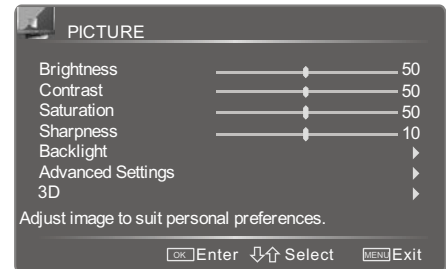 PICTURE
Brightness 50
Contrast 50
Saturation 50
Sharpness 10
Backlight
Advanced Settings
3D
Adjust image to suit personal preferences.
OK Enter Select MENU Exit